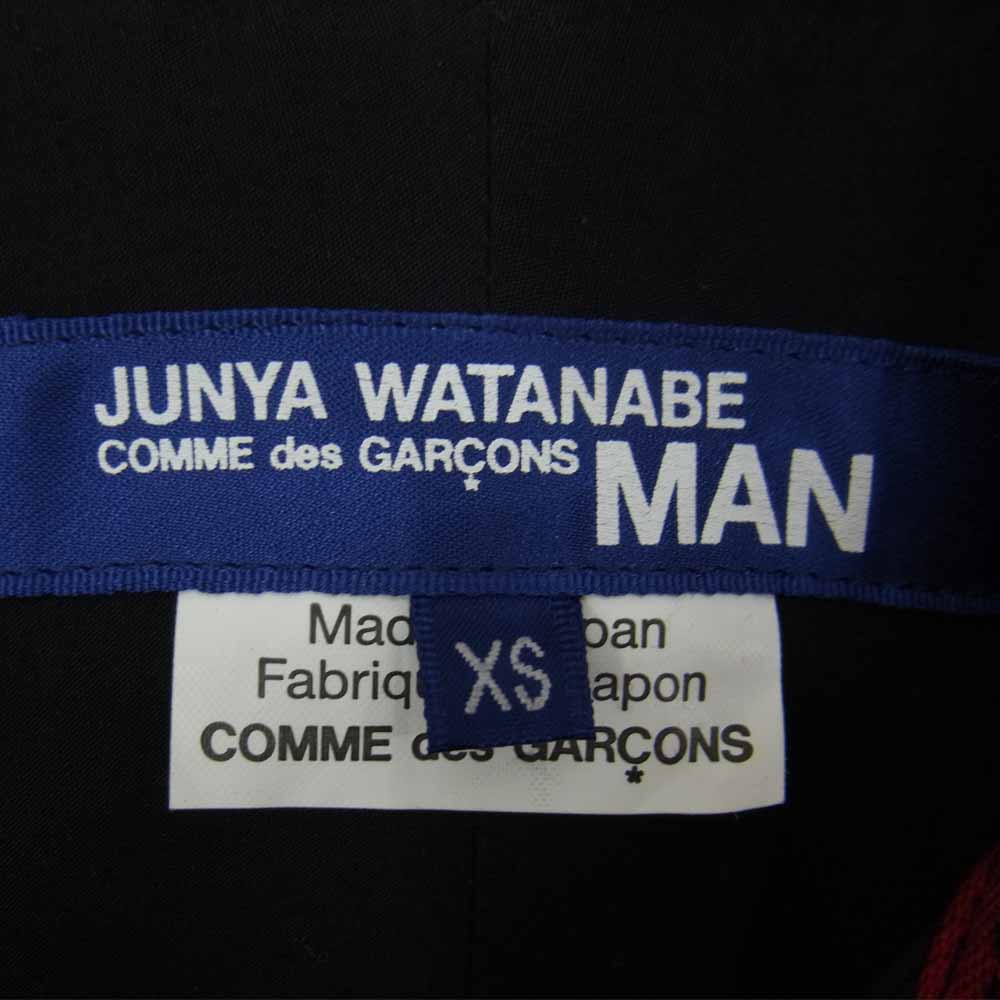 JUNYA WATANABE
COMME des GARÇONS MAN
XS
COMME des GARÇONS